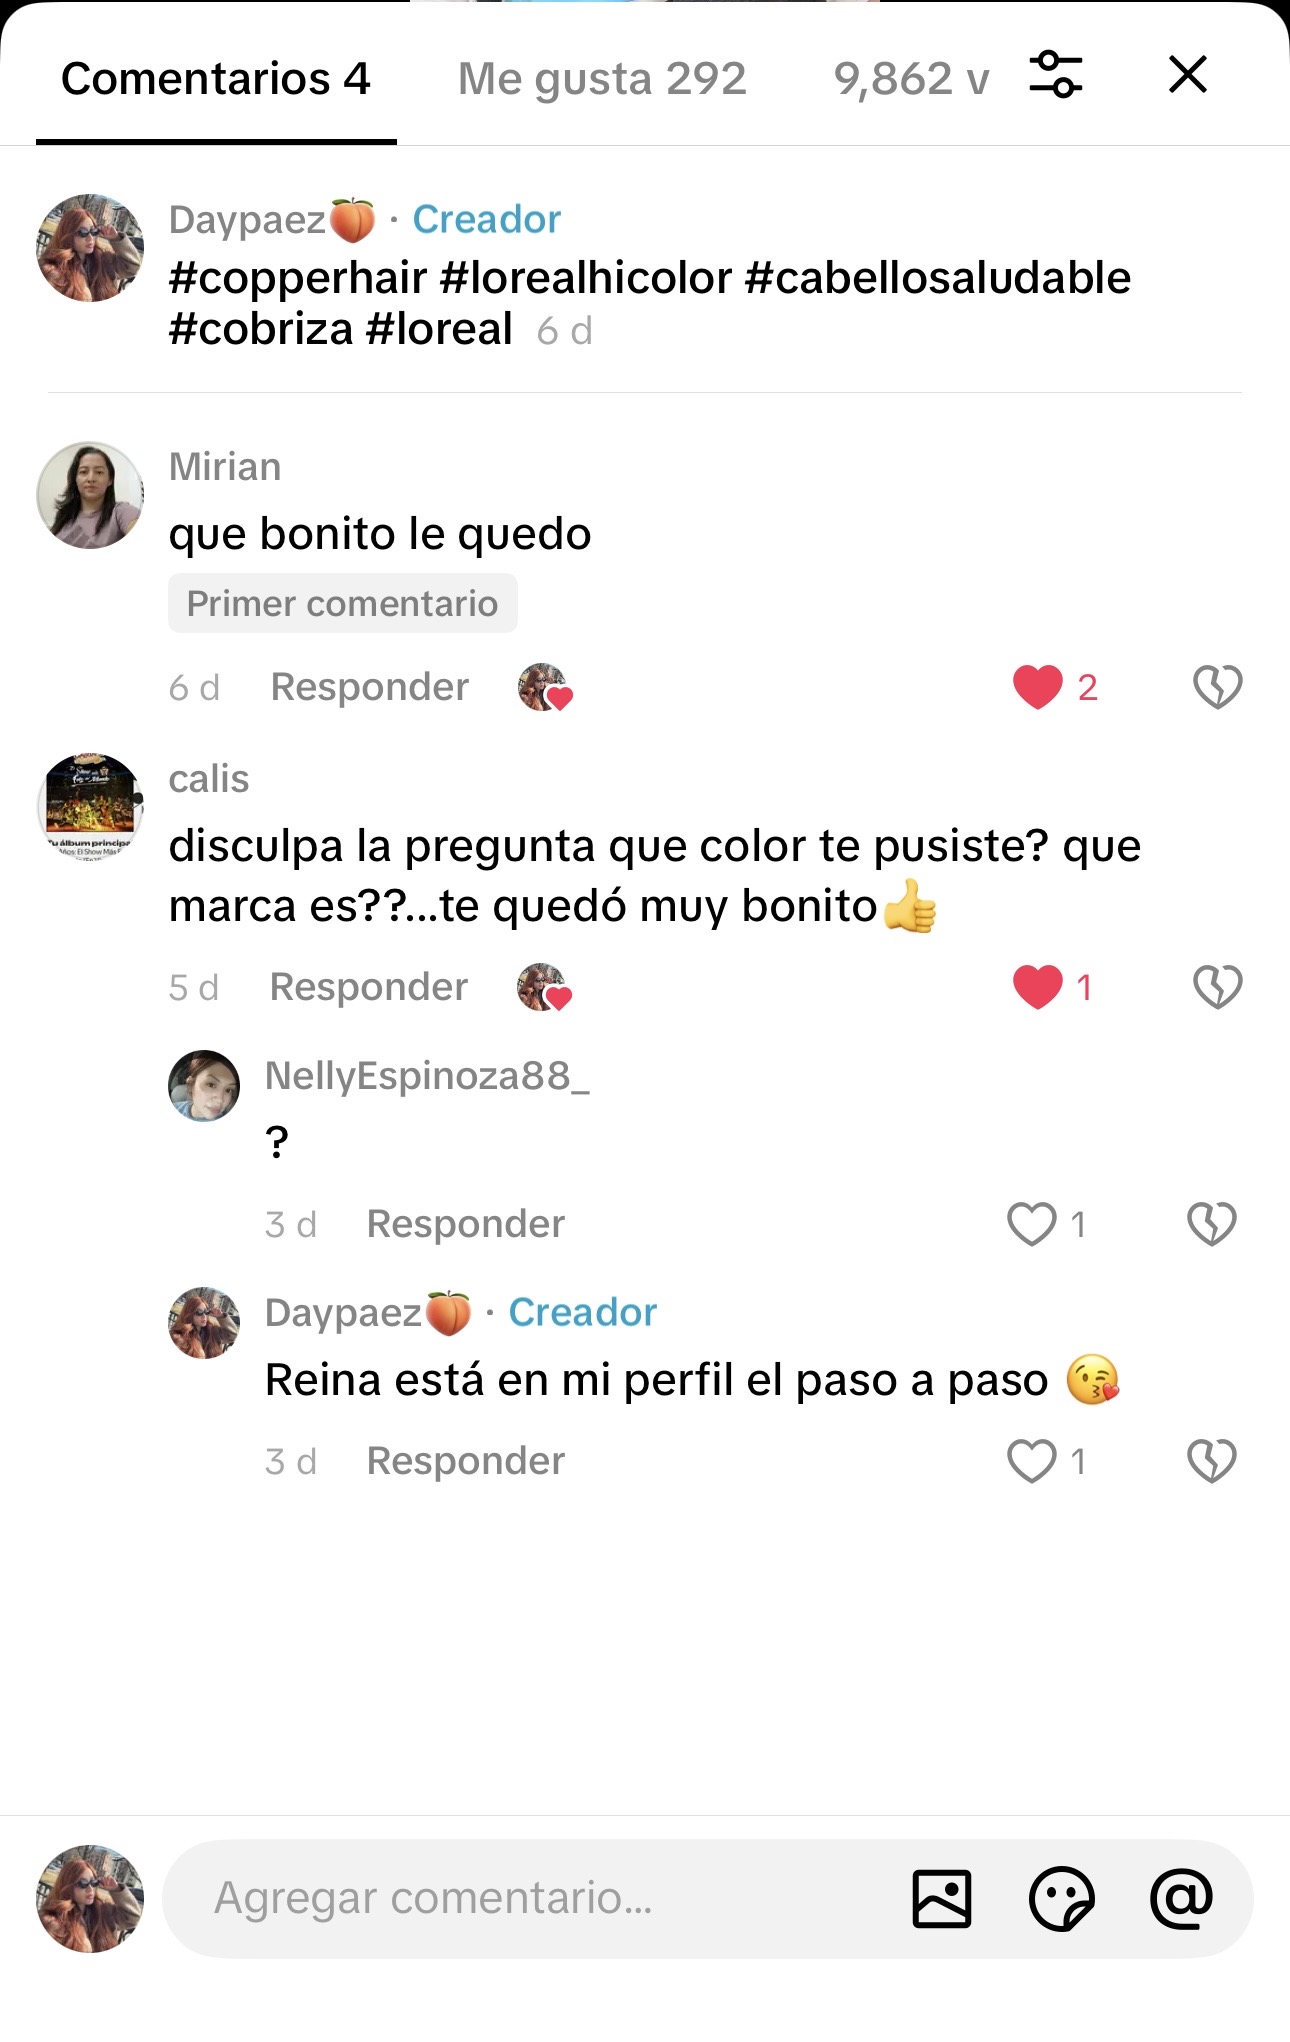 Comentarios 4 Me gusta 292 9,862 v
Daypaez🍑 · Creador
#copperhair #lorealhicolor #cabellosaludable
#cobriza #loreal 6 d
Mirian
que bonito le quedo
Primer comentario
6 d Responder 2
calis
disculpa la pregunta que color te pusiste? que
marca es??...te quedó muy bonito👍
5 d Responder 1
NellyEspinoza88_
?
3 d Responder 1
Daypaez🍑 · Creador
Reina está en mi perfil el paso a paso 😘
3 d Responder 1
Agregar comentario...